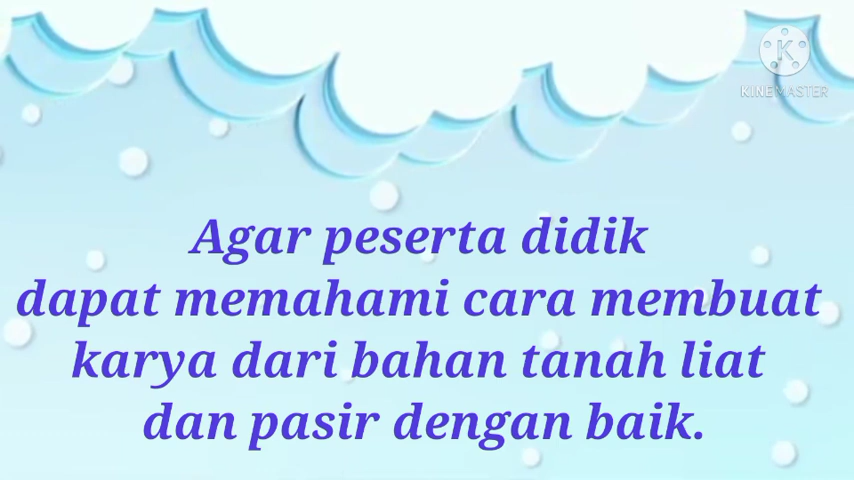 KINEMASTER
Agar peserta didik
dapat memahami cara membuat
karya dari bahan tanah liat
dan pasir dengan baik.